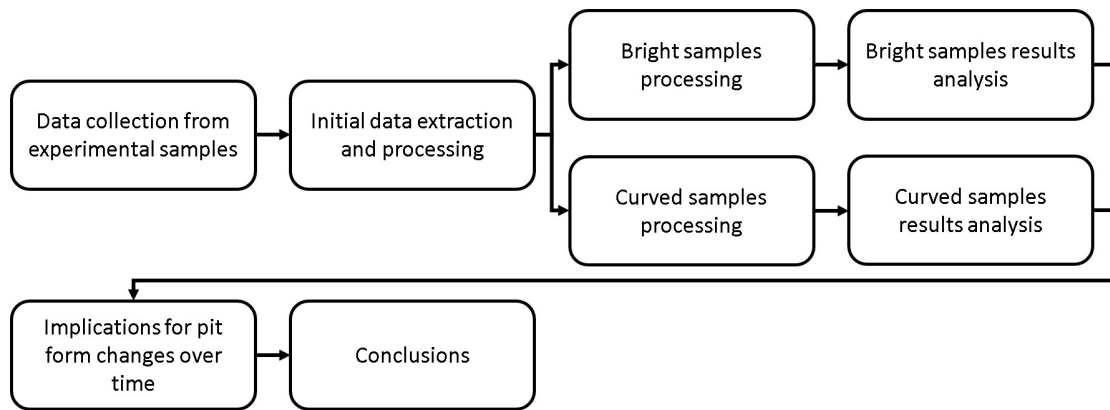 Data collection from
experimental samples
Initial data extraction
and processing
Bright samples
processing
Bright samples results
analysis
Curved samples
processing
Curved samples
results analysis
Implications for pit
form changes over
time
Conclusions